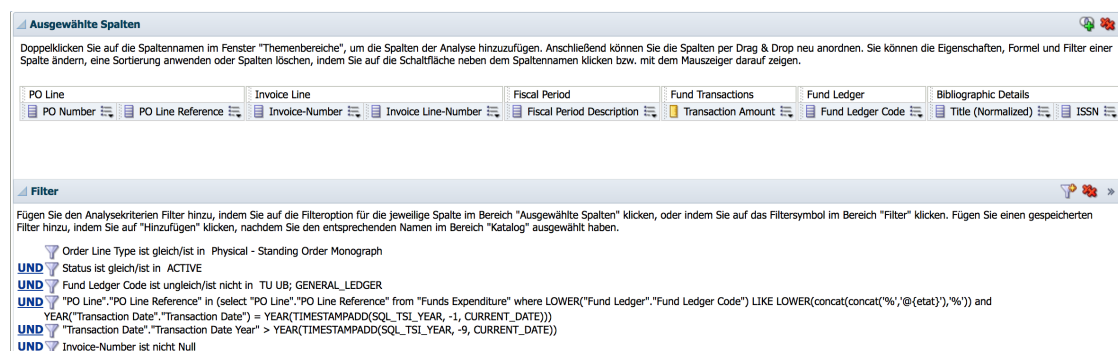 Ausgewählte Spalten
Doppelklicken Sie auf die Spaltennamen im Fenster "Themenbereiche", um die Spalten der Analyse hinzuzufügen. Anschließend können Sie die Spalten per Drag & Drop neu anordnen. Sie können die Eigenschaften, Formel und Filter einer
Spalte ändern, eine Sortierung anwenden oder Spalten löschen, indem Sie auf die Schaltfläche neben dem Spaltennamen klicken bzw. mit dem Mauszeiger darauf zeigen.
PO Line Invoice Line Fiscal Period Fund Transactions Fund Ledger Bibliographic Details
PO Number PO Line Reference Invoice-Number Invoice Line-Number Fiscal Period Description Transaction Amount Fund Ledger Code Title (Normalized) ISSN
Filter
»
Fügen Sie den Analysekriterien Filter hinzu, indem Sie auf die Filteroption für die jeweilige Spalte im Bereich "Ausgewählte Spalten" klicken, oder indem Sie auf das Filtersymbol im Bereich "Filter" klicken. Fügen Sie einen gespeicherten
Filter hinzu, indem Sie auf "Hinzufügen" klicken, nachdem Sie den entsprechenden Namen im Bereich "Katalog" ausgewählt haben.
Order Line Type ist gleich/ist in Physical - Standing Order Monograph
UND Status ist gleich/ist in ACTIVE
UND Fund Ledger Code ist ungleich/ist nicht in TU UB; GENERAL_LEDGER
UND "PO Line"."PO Line Reference" in (select "PO Line"."PO Line Reference" from "Funds Expenditure" where LOWER("Fund Ledger"."Fund Ledger Code") LIKE LOWER(concat(concat('%','@{etat}'),'%')) and
YEAR("Transaction Date"."Transaction Date") = YEAR(TIMESTAMPADD(SQL_TSI_YEAR, -1, CURRENT_DATE)))
UND "Transaction Date"."Transaction Date Year" > YEAR(TIMESTAMPADD(SQL_TSI_YEAR, -9, CURRENT_DATE))
UND Invoice-Number ist nicht Null